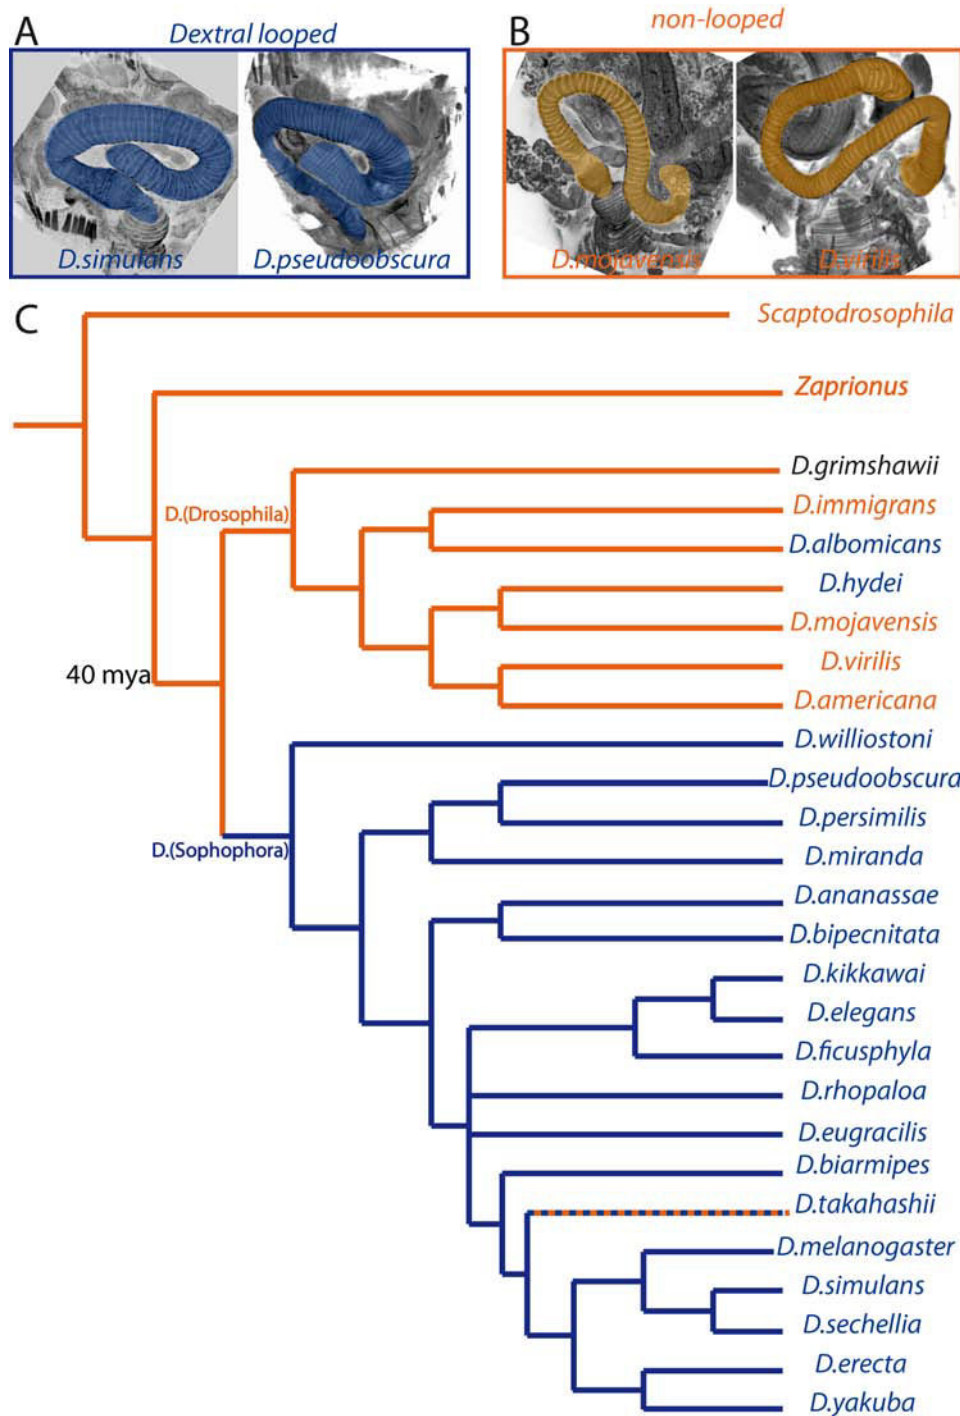 A
Dextral looped
B
non-looped
D.simulans
D.pseudoobscura
D.mojavensis
D.virilis
C
Scaptodrosophila
Zaprionus
D.grimshawii
D.(Drosophila)
D.immigrans
D.albomicans
D.hydei
D.mojavensis
D.virilis
40 mya
D.americana
D.williostoni
D.pseudoobscura
D.persimilis
D.(Sophophora)
D.miranda
D.ananassae
D.bipecnitata
D.kikkawai
D.elegans
D.ficusphyla
D.rhopaloa
D.eugracilis
D.biarmipes
D.takahashii
D.melanogaster
D.simulans
D.sechellia
D.erecta
D.yakuba